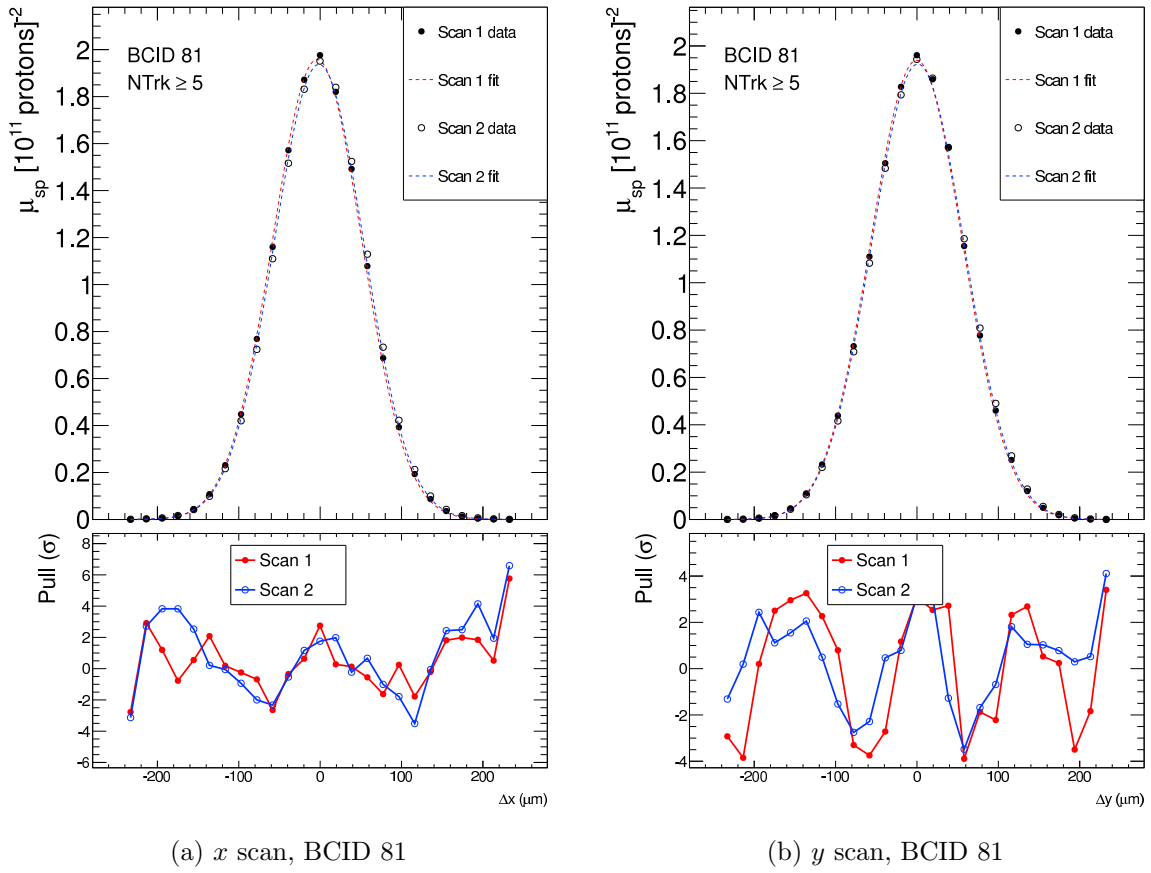 μsp [10^11 protons]^-2
2
1.8
1.6
1.4
1.2
1
0.8
0.6
0.4
0.2
0
BCID 81
NTrk ≥ 5
Scan 1 data
Scan 1 fit
Scan 2 data
Scan 2 fit
Pull (σ)
8
6
4
2
0
-2
-4
-6
Scan 1
Scan 2
-200 -100 0 100 200
Δx (μm)
(a) x scan, BCID 81
μsp [10^11 protons]^-2
2
1.8
1.6
1.4
1.2
1
0.8
0.6
0.4
0.2
0
BCID 81
NTrk ≥ 5
Scan 1 data
Scan 1 fit
Scan 2 data
Scan 2 fit
Pull (σ)
4
2
0
-2
-4
Scan 1
Scan 2
-200 -100 0 100 200
Δy (μm)
(b) y scan, BCID 81